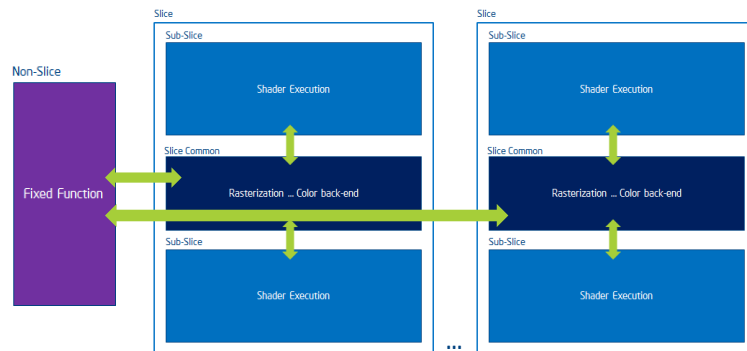 Slice
Slice
Sub-Slice
Sub-Slice
Shader Execution
Shader Execution
Non-Slice
Fixed Function
Slice Common
Slice Common
Rasterization ... Color back-end
Rasterization ... Color back-end
Sub-Slice
Sub-Slice
Shader Execution
Shader Execution
...